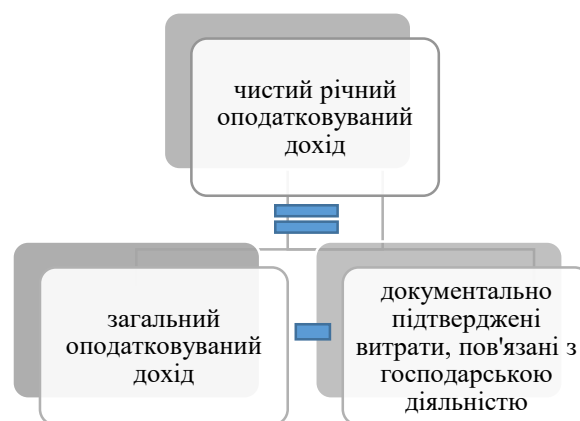 чистий річний
оподатковуваний
дохід
загальний
оподатковуваний
дохід
документально
підтверджені
витрати, пов'язані з
господарською
діяльністю